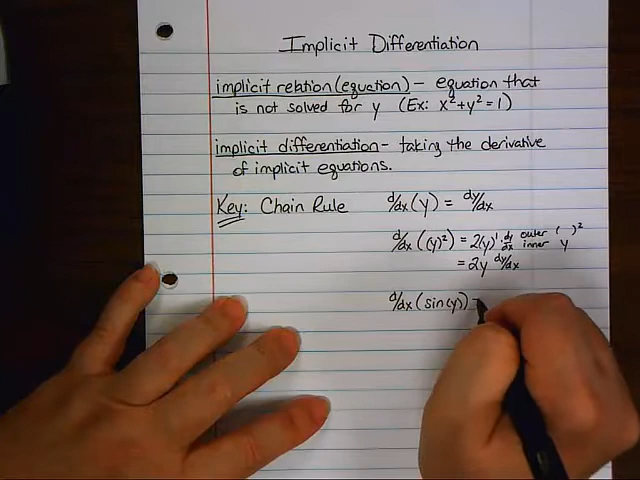 Implicit Differentiation
implicit relation (equation) - equation that
is not solved for y (Ex: x²+y²=1)
implicit differentiation - taking the derivative
of implicit equations.
Key: Chain Rule d/dx (y) = dy/dx
d/dx ((y)²) = 2(y)¹ · dy/dx outer ( )²
inner y
= 2y dy/dx
d/dx (sin(y)) =